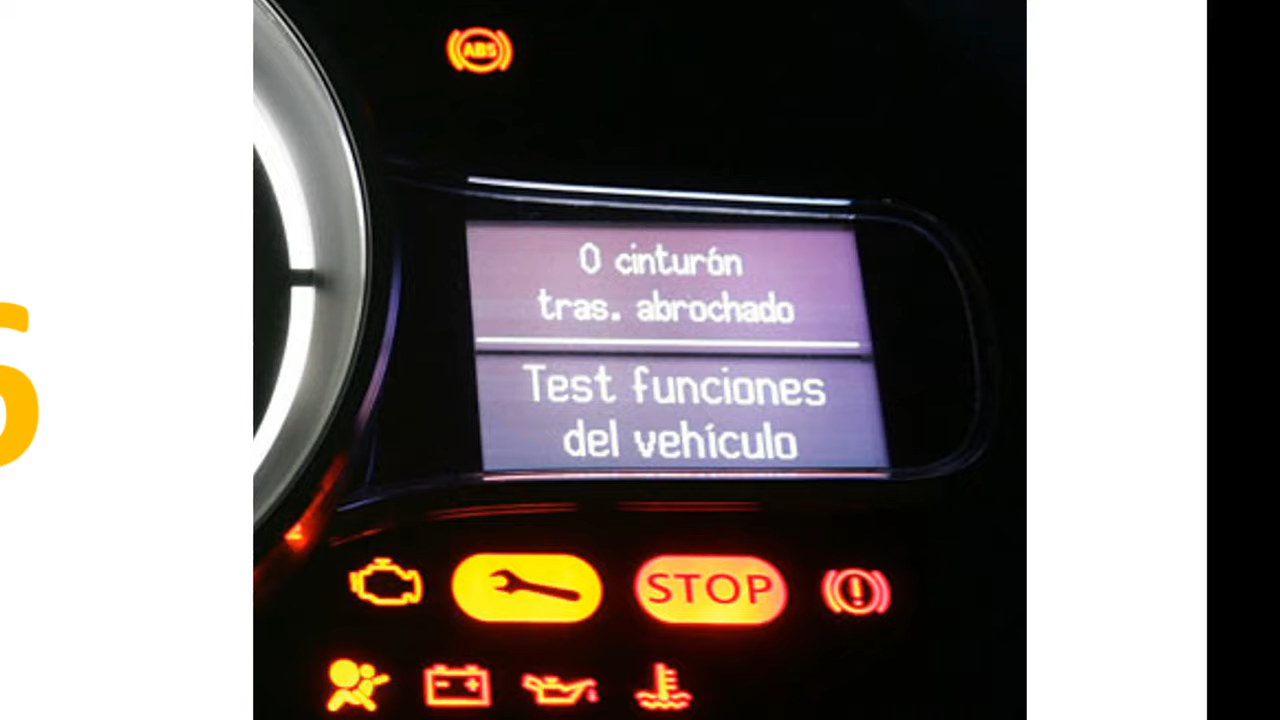 ABS
0 cinturón
tras. abrochado
Test funciones
del vehículo
STOP